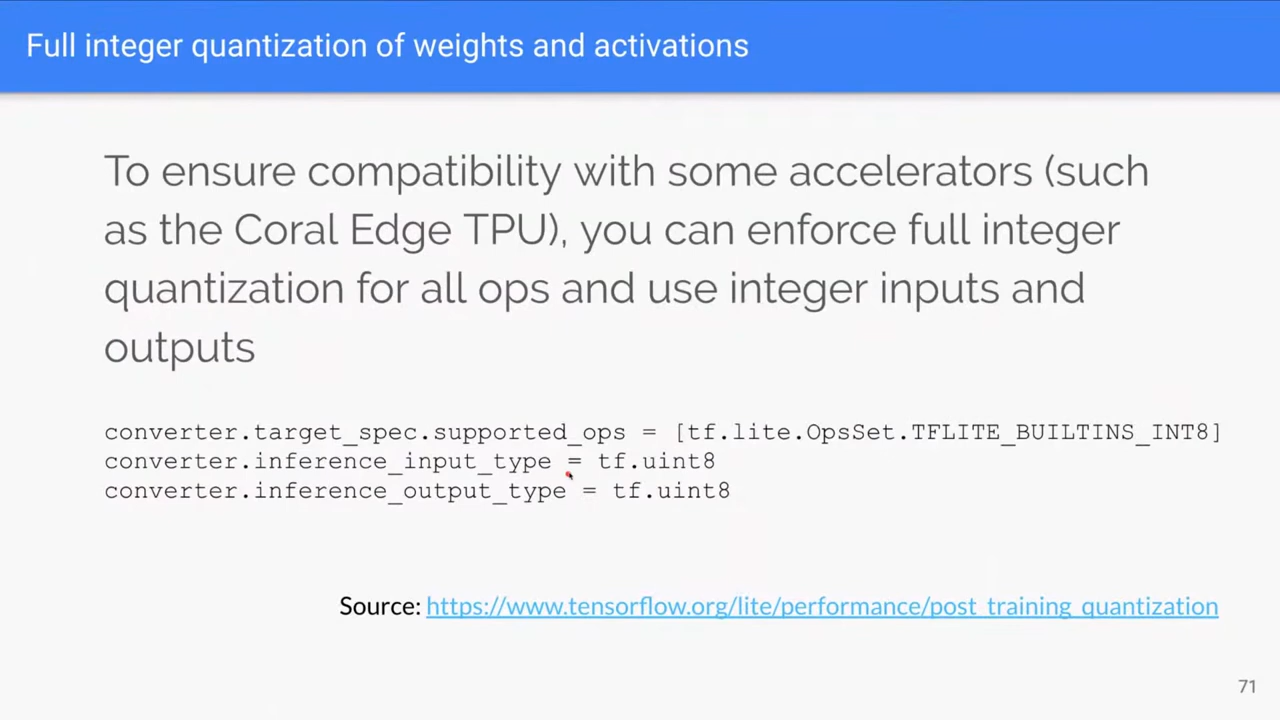 Full integer quantization of weights and activations
To ensure compatibility with some accelerators (such
as the Coral Edge TPU), you can enforce full integer
quantization for all ops and use integer inputs and
outputs
converter.target_spec.supported_ops = [tf.lite.OpsSet.TFLITE_BUILTINS_INT8]
converter.inference_input_type = tf.uint8
converter.inference_output_type = tf.uint8
Source: https://www.tensorflow.org/lite/performance/post_training_quantization
71